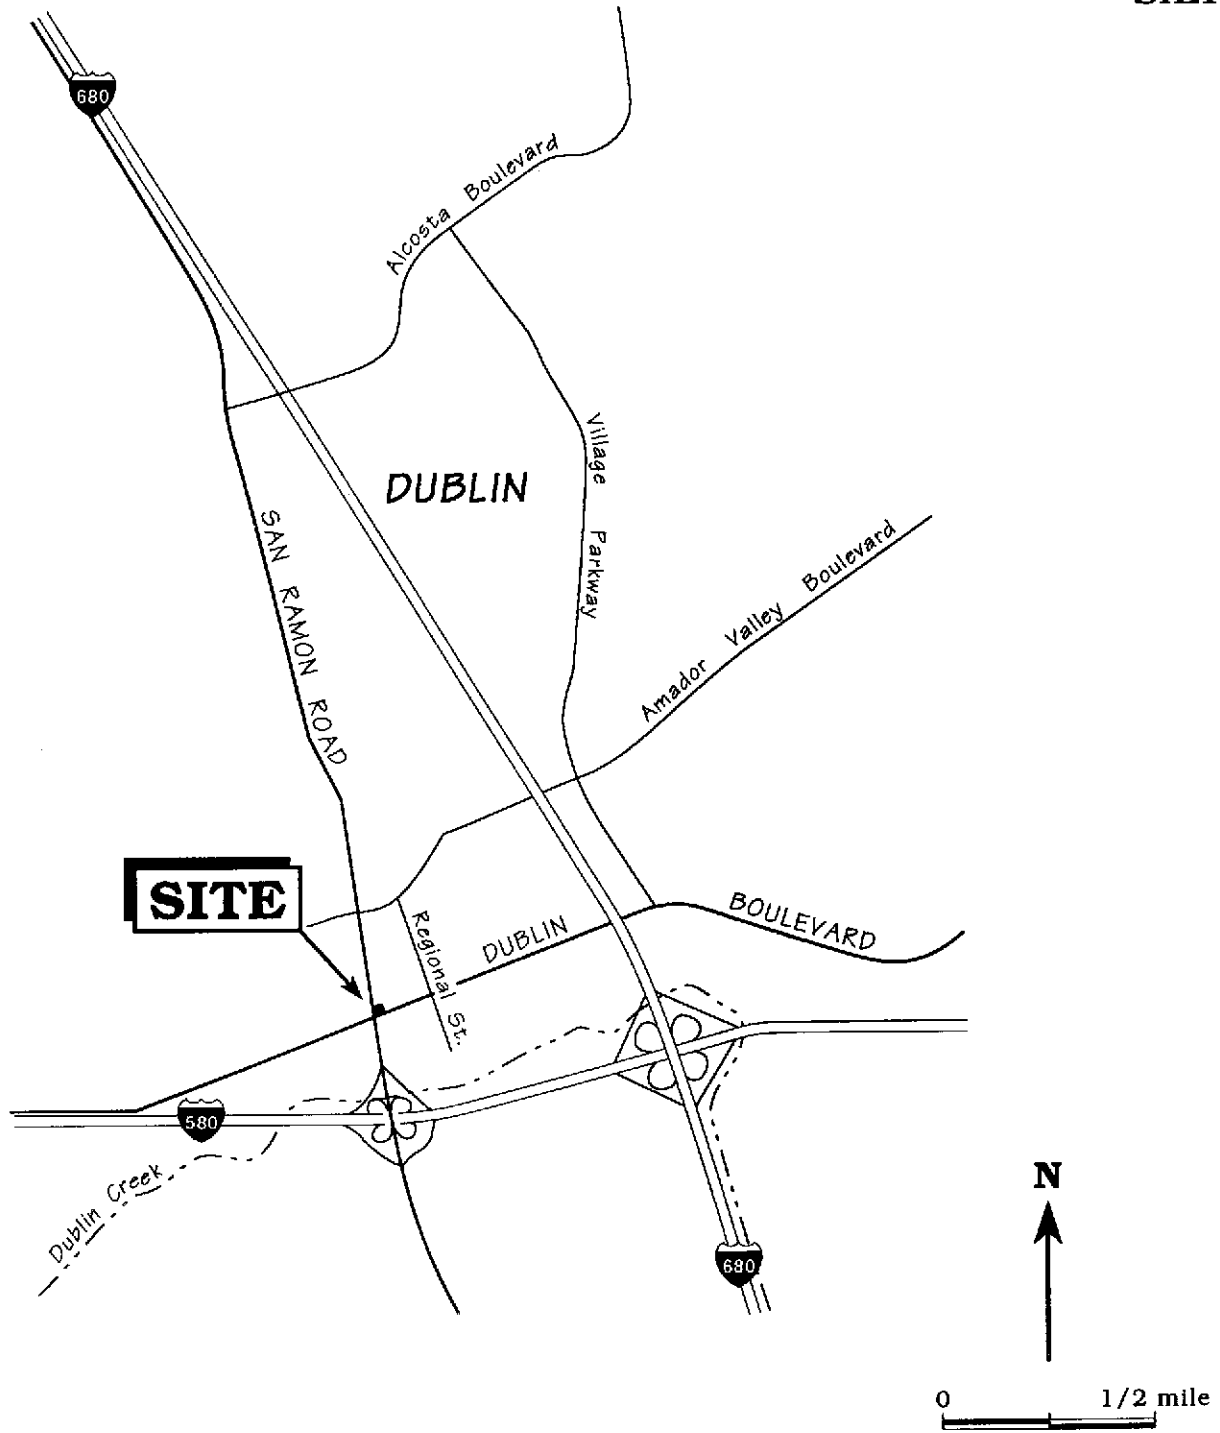 680
Alcosta Boulevard
Village Parkway
DUBLIN
SAN RAMON ROAD
Amador Valley Boulevard
SITE
Regional St.
DUBLIN BOULEVARD
580
Dublin Creek
680
N
0 1/2 mile